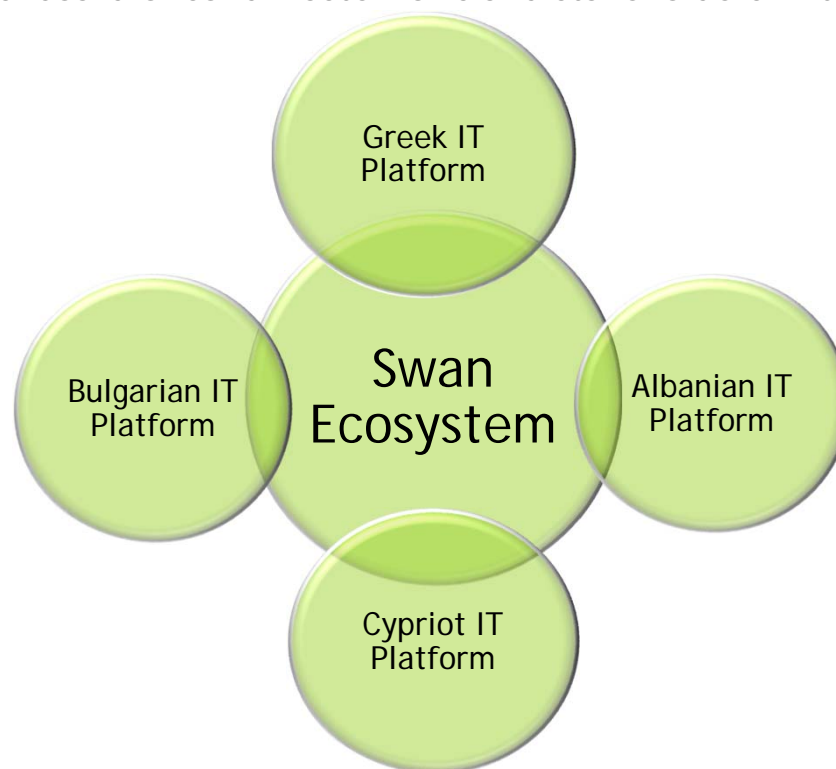 Greek IT
Platform
Swan
Ecosystem
Bulgarian IT
Platform
Albanian IT
Platform
Cypriot IT
Platform